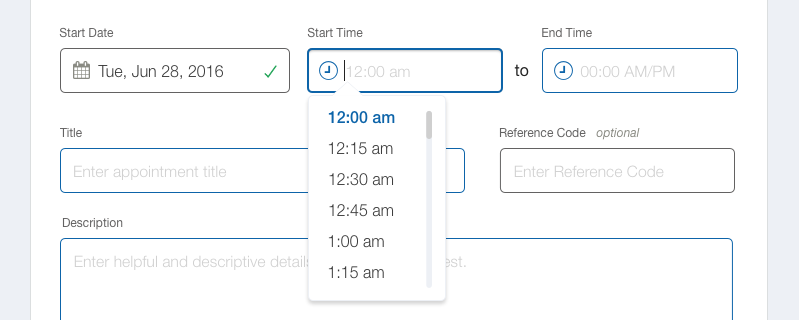 Start Date
Start Time
End Time
Tue, Jun 28, 2016
12:00 am
to
00:00 AM/PM
12:00 am
12:15 am
12:30 am
12:45 am
1:00 am
1:15 am
Title
Reference Code optional
Enter appointment title
Enter Reference Code
Description
Enter helpful and descriptive details est.